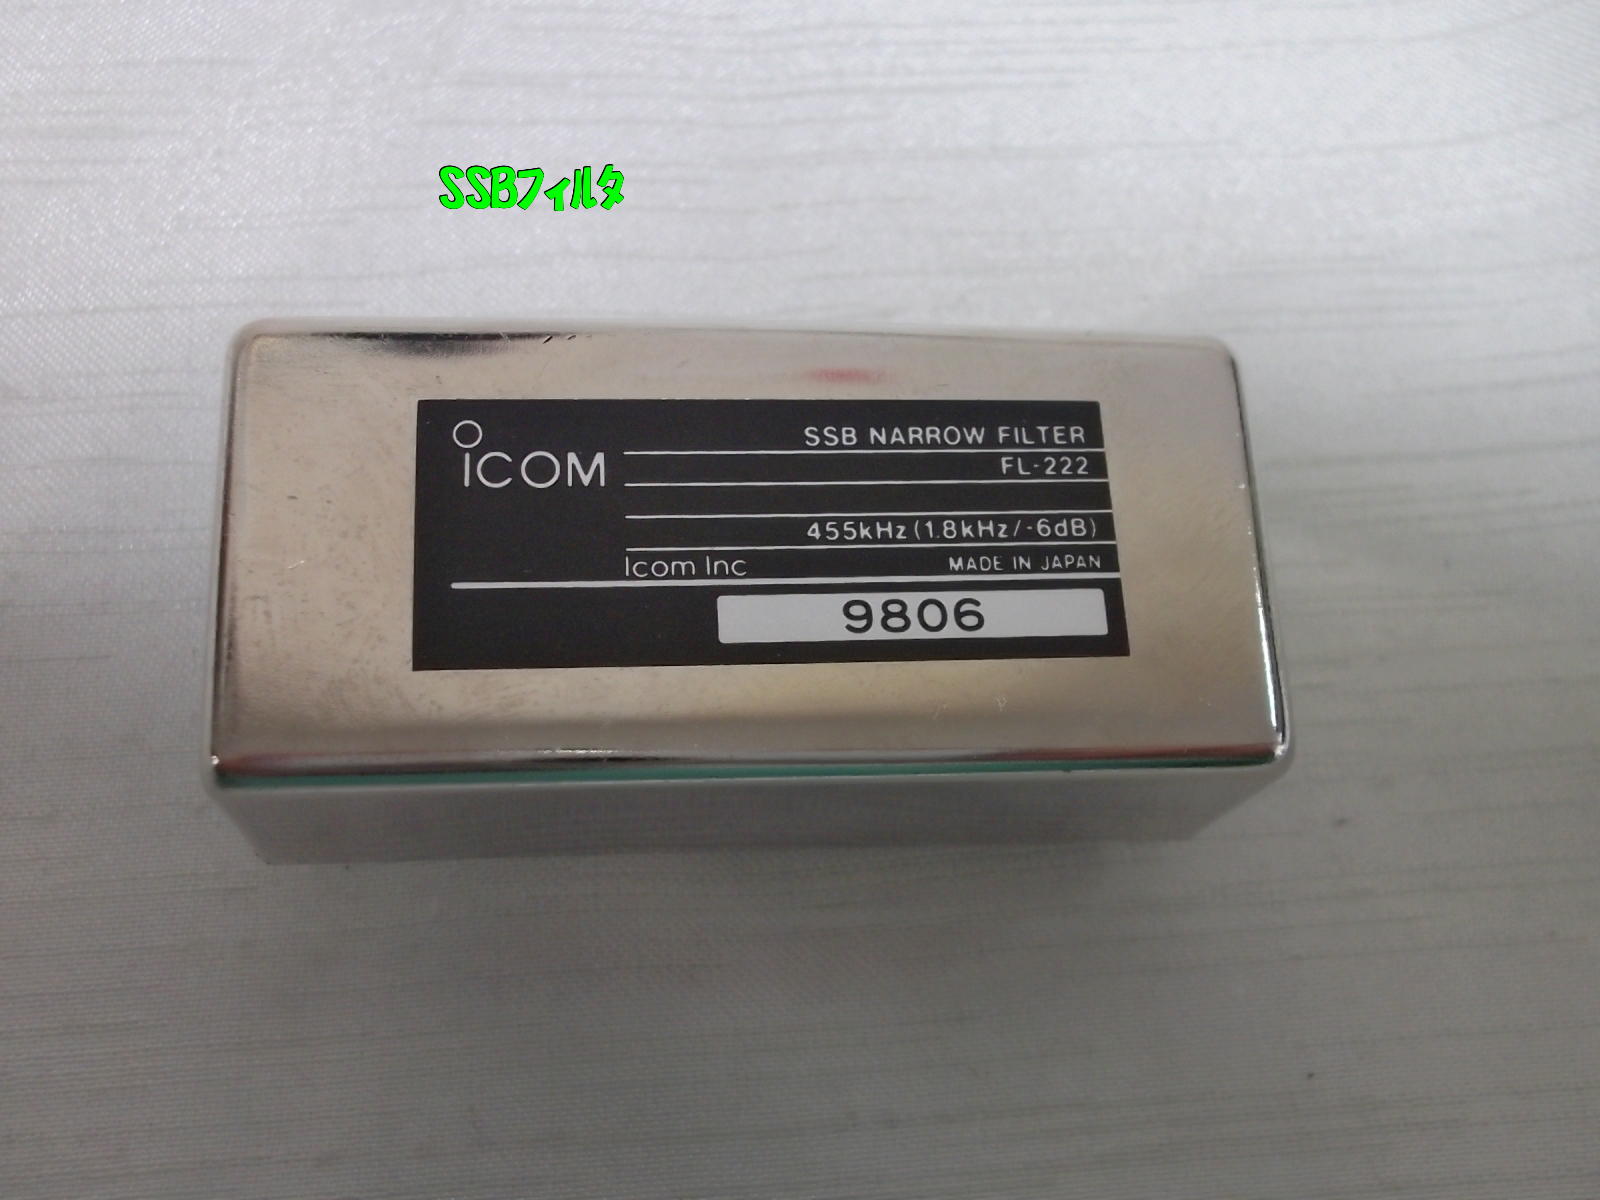 SSBフィルタ
ICOM
SSB NARROW FILTER
FL-222
455kHz(1.8kHz/-6dB)
Icom Inc MADE IN JAPAN
9806